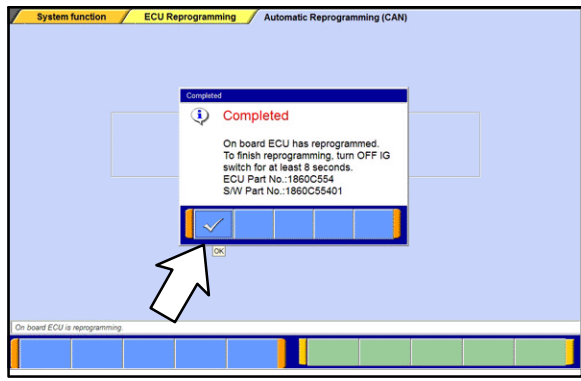 System function
ECU Reprogramming
Automatic Reprogramming (CAN)
Completed
Completed
On board ECU has reprogrammed.
To finish reprogramming, turn OFF IG
switch for at least 8 seconds.
ECU Part No.:1860C554
S/W Part No.:1860C55401
OK
On board ECU is reprogramming.